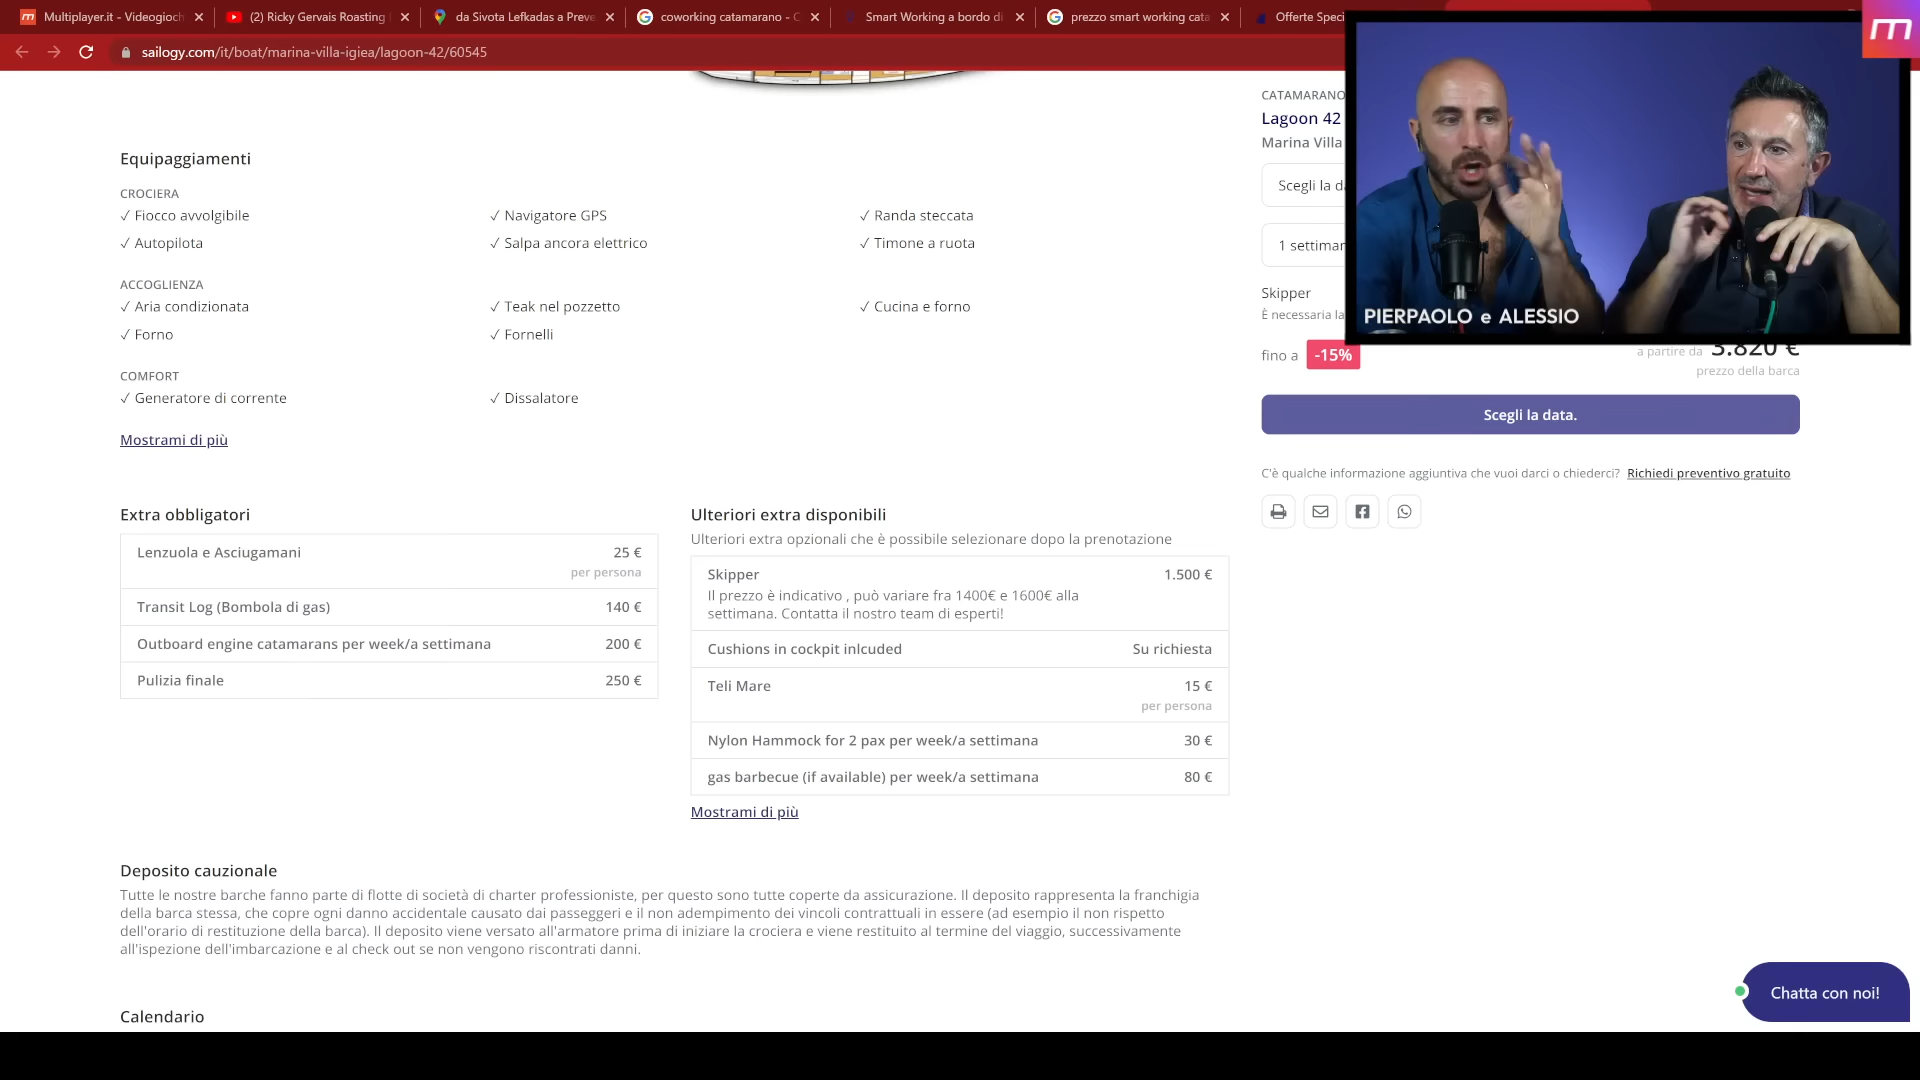 Multiplayer.it - Videogioch
(2) Ricky Gervais Roasting
da Sivota Lefkadas a Preve
coworking catamarano - C
Smart Working a bordo di
prezzo smart working cata
Offerte Speci
sailogy.com/it/boat/marina-villa-igiea/lagoon-42/60545
Equipaggiamenti
CROCIERA
✓ Fiocco avvolgibile
✓ Navigatore GPS
✓ Randa steccata
✓ Autopilota
✓ Salpa ancora elettrico
✓ Timone a ruota
ACCOGLIENZA
✓ Aria condizionata
✓ Teak nel pozzetto
✓ Cucina e forno
✓ Forno
✓ Fornelli
COMFORT
✓ Generatore di corrente
✓ Dissalatore
Mostrami di più
Extra obbligatori
Lenzuola e Asciugamani 25 €
per persona
Transit Log (Bombola di gas) 140 €
Outboard engine catamarans per week/a settimana 200 €
Pulizia finale 250 €
Ulteriori extra disponibili
Ulteriori extra opzionali che è possibile selezionare dopo la prenotazione
Skipper 1.500 €
Il prezzo è indicativo , può variare fra 1400€ e 1600€ alla
settimana. Contatta il nostro team di esperti!
Cushions in cockpit inlcuded Su richiesta
Teli Mare 15 €
per persona
Nylon Hammock for 2 pax per week/a settimana 30 €
gas barbecue (if available) per week/a settimana 80 €
Mostrami di più
Deposito cauzionale
Tutte le nostre barche fanno parte di flotte di società di charter professioniste, per questo sono tutte coperte da assicurazione. Il deposito rappresenta la franchigia
della barca stessa, che copre ogni danno accidentale causato dai passeggeri e il non adempimento dei vincoli contrattuali in essere (ad esempio il non rispetto
dell'orario di restituzione della barca). Il deposito viene versato all'armatore prima di iniziare la crociera e viene restituito al termine del viaggio, successivamente
all'ispezione dell'imbarcazione e al check out se non vengono riscontrati danni.
Calendario
CATAMARANO
Lagoon 42
Marina Villa
Scegli la da
1 settiman
Skipper
È necessaria la
fino a -15%
a partire da 3.820 €
prezzo della barca
Scegli la data.
C'è qualche informazione aggiuntiva che vuoi darci o chiederci? Richiedi preventivo gratuito
PIERPAOLO e ALESSIO
m
Chatta con noi!